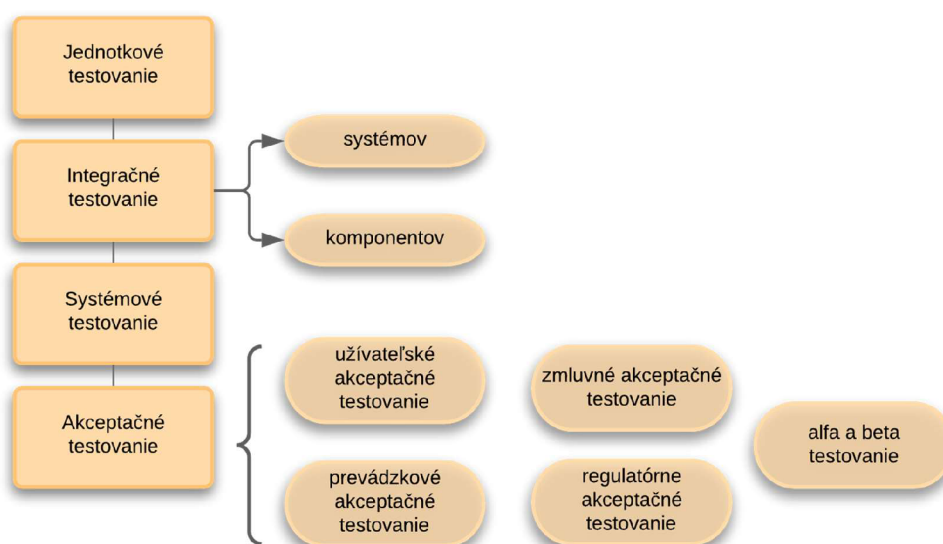 Jednotkové
testovanie
Integračné
testovanie
systémov
komponentov
Systémové
testovanie
Akceptačné
testovanie
užívateľské
akceptačné
testovanie
zmluvné akceptačné
testovanie
alfa a beta
testovanie
prevádzkové
akceptačné
testovanie
regulatórne
akceptačné
testovanie